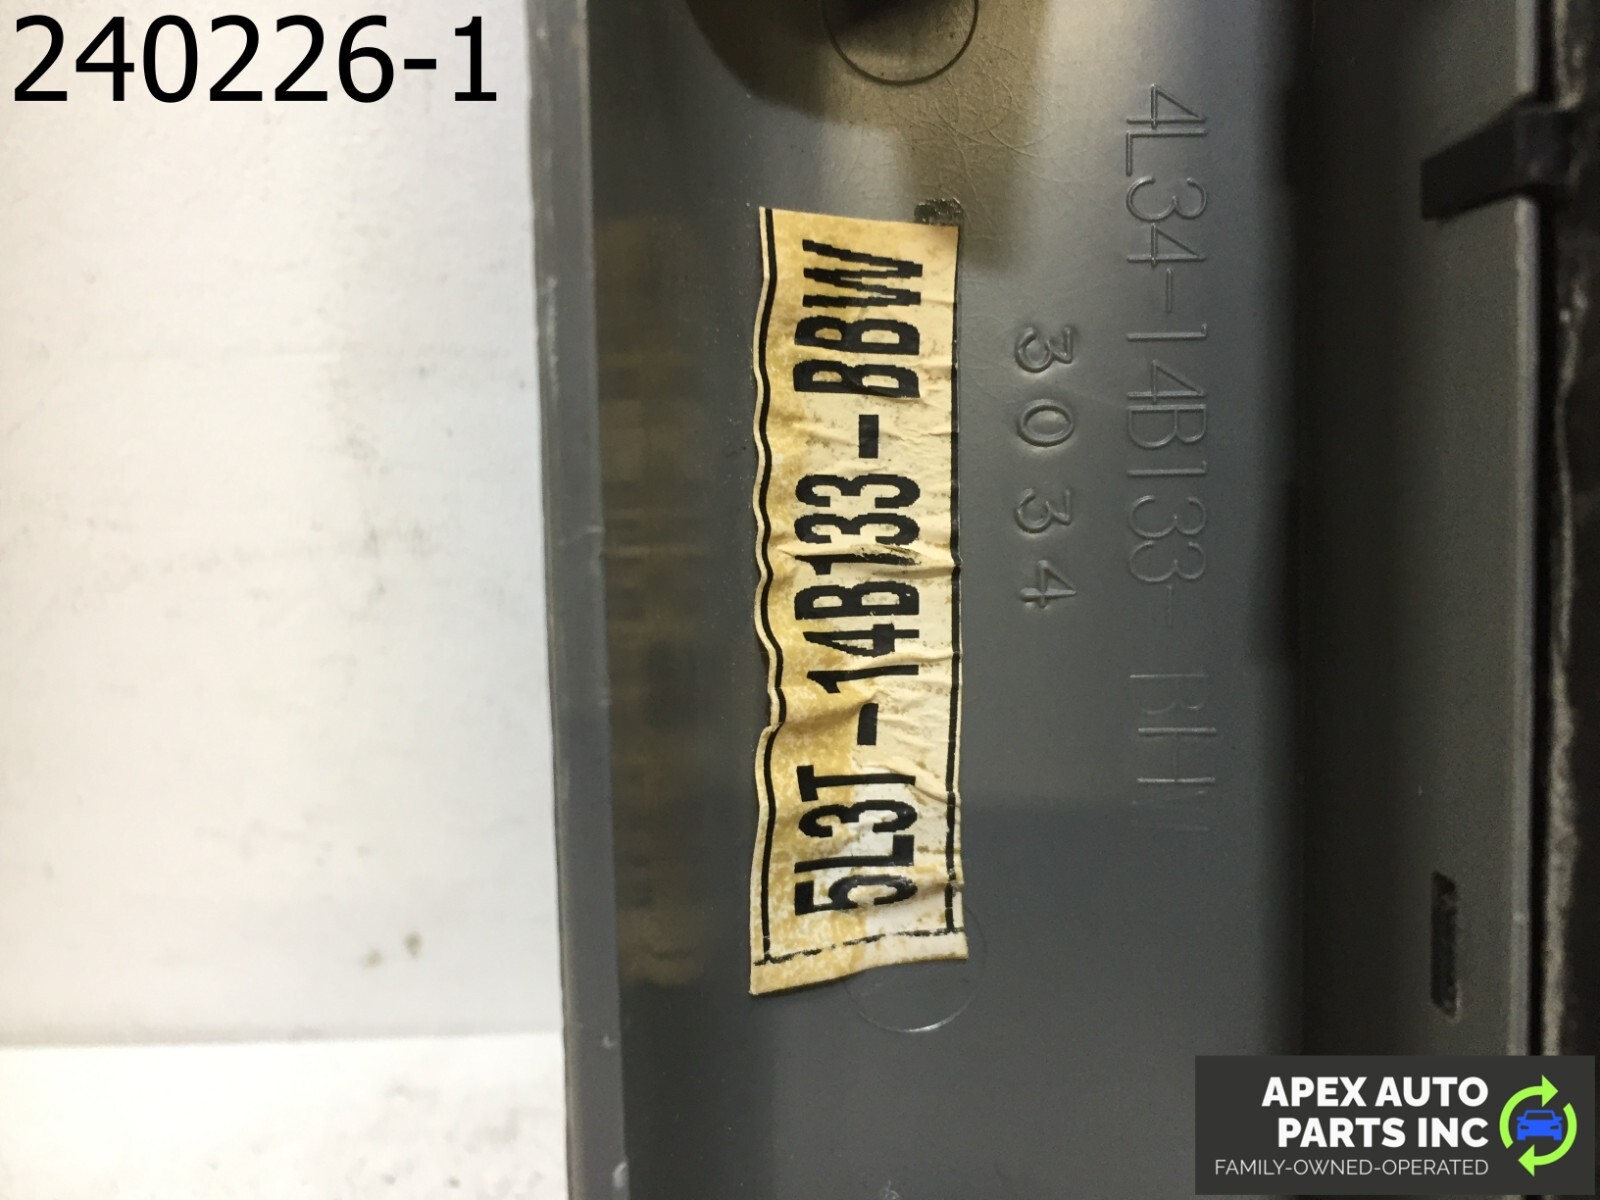 240226-1
5L3T-14B133-BBW
3034
4L34-14B133-
APEX AUTO
PARTS INC
FAMILY-OWNED-OPERATED